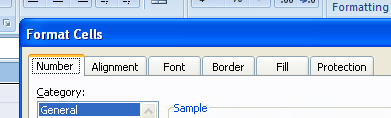 Formatting
Format Cells
Number Alignment Font Border Fill Protection
Category:
General Sample